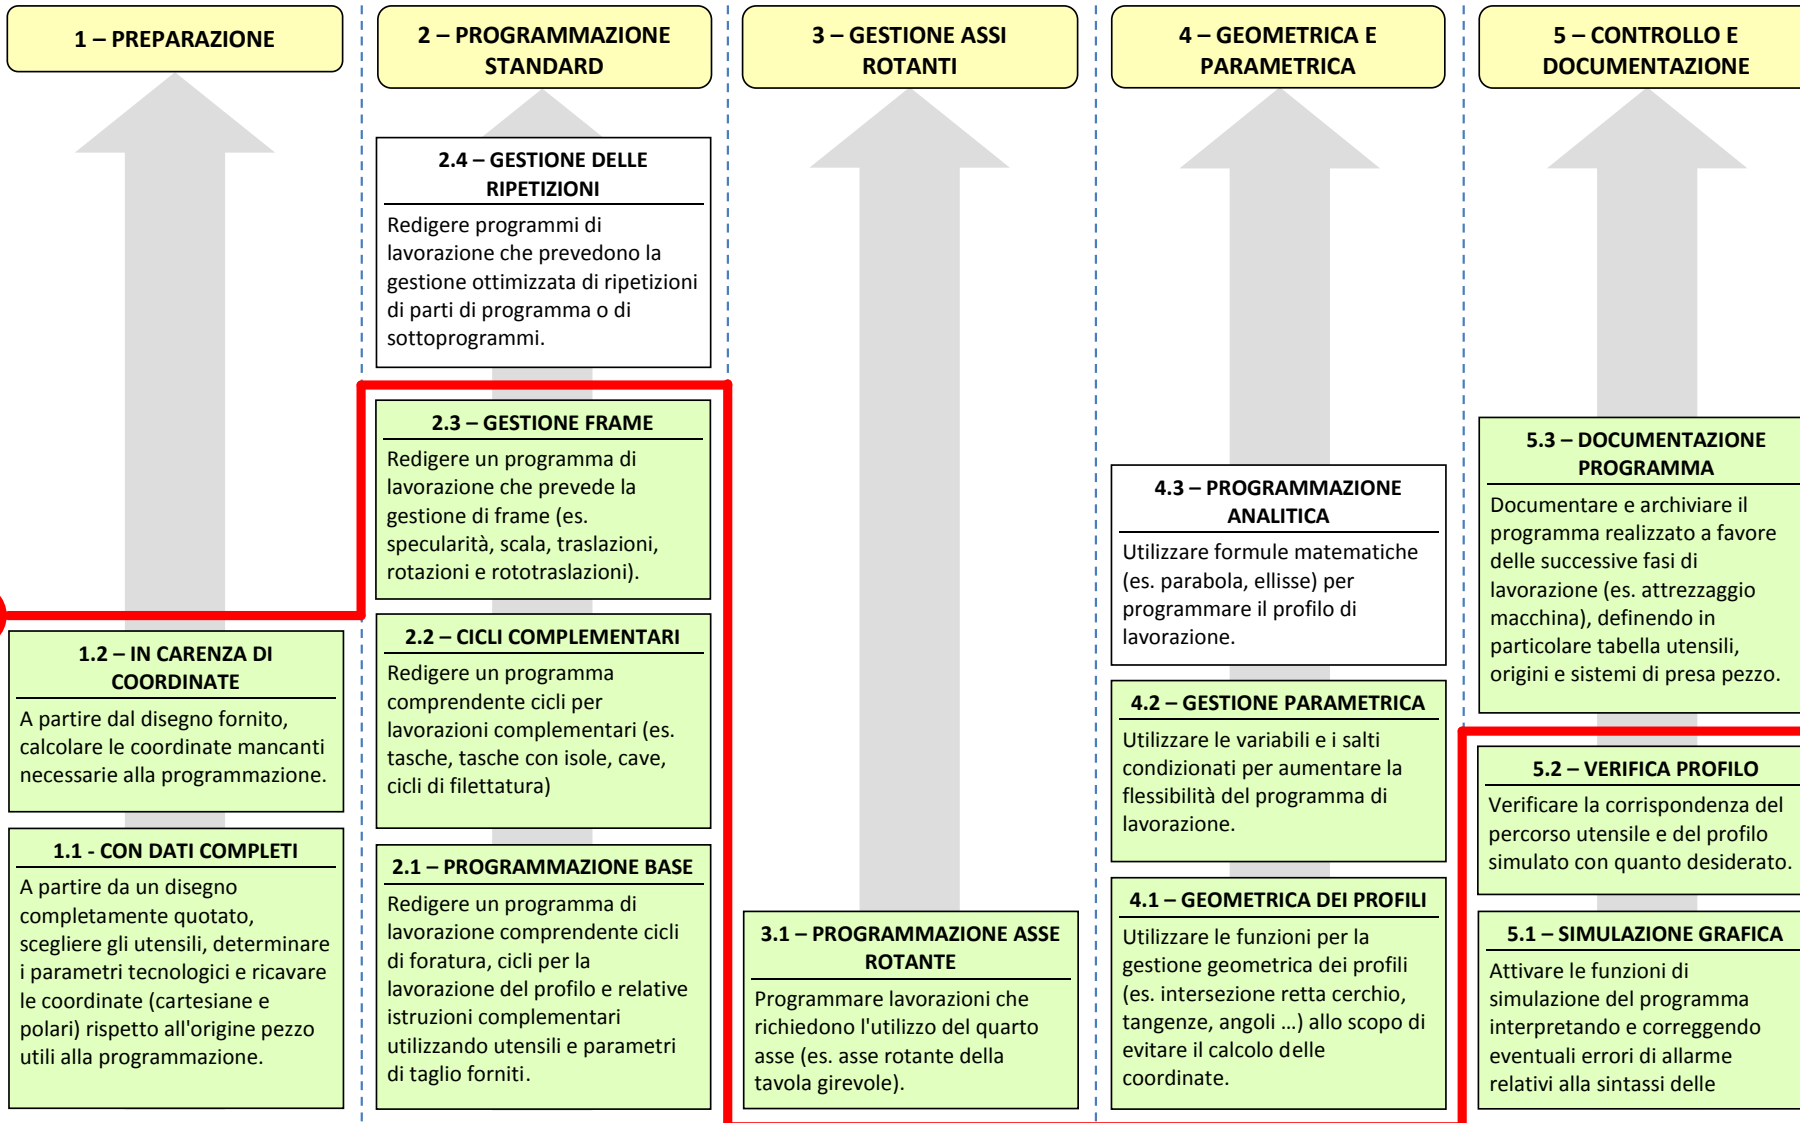 1 – PREPARAZIONE
2 – PROGRAMMAZIONE
STANDARD
3 – GESTIONE ASSI
ROTANTI
4 – GEOMETRICA E
PARAMETRICA
5 – CONTROLLO E
DOCUMENTAZIONE
1.2 – IN CARENZA DI
COORDINATE
A partire dal disegno fornito,
calcolare le coordinate mancanti
necessarie alla programmazione.
1.1 - CON DATI COMPLETI
A partire da un disegno
completamente quotato,
scegliere gli utensili, determinare
i parametri tecnologici e ricavare
le coordinate (cartesiane e
polari) rispetto all'origine pezzo
utili alla programmazione.
2.4 – GESTIONE DELLE
RIPETIZIONI
Redigere programmi di
lavorazione che prevedono la
gestione ottimizzata di ripetizioni
di parti di programma o di
sottoprogrammi.
2.3 – GESTIONE FRAME
Redigere un programma di
lavorazione che prevede la
gestione di frame (es.
specularità, scala, traslazioni,
rotazioni e rototraslazioni).
2.2 – CICLI COMPLEMENTARI
Redigere un programma
comprendente cicli per
lavorazioni complementari (es.
tasche, tasche con isole, cave,
cicli di filettatura)
2.1 – PROGRAMMAZIONE BASE
Redigere un programma di
lavorazione comprendente cicli
di foratura, cicli per la
lavorazione del profilo e relative
istruzioni complementari
utilizzando utensili e parametri
di taglio forniti.
3.1 – PROGRAMMAZIONE ASSE
ROTANTE
Programmare lavorazioni che
richiedono l'utilizzo del quarto
asse (es. asse rotante della
tavola girevole).
4.3 – PROGRAMMAZIONE
ANALITICA
Utilizzare formule matematiche
(es. parabola, ellisse) per
programmare il profilo di
lavorazione.
4.2 – GESTIONE PARAMETRICA
Utilizzare le variabili e i salti
condizionati per aumentare la
flessibilità del programma di
lavorazione.
4.1 – GEOMETRICA DEI PROFILI
Utilizzare le funzioni per la
gestione geometrica dei profili
(es. intersezione retta cerchio,
tangenze, angoli …) allo scopo di
evitare il calcolo delle
coordinate.
5.3 – DOCUMENTAZIONE
PROGRAMMA
Documentare e archiviare il
programma realizzato a favore
delle successive fasi di
lavorazione (es. attrezzaggio
macchina), definendo in
particolare tabella utensili,
origini e sistemi di presa pezzo.
5.2 – VERIFICA PROFILO
Verificare la corrispondenza del
percorso utensile e del profilo
simulato con quanto desiderato.
5.1 – SIMULAZIONE GRAFICA
Attivare le funzioni di
simulazione del programma
interpretando e correggendo
eventuali errori di allarme
relativi alla sintassi delle